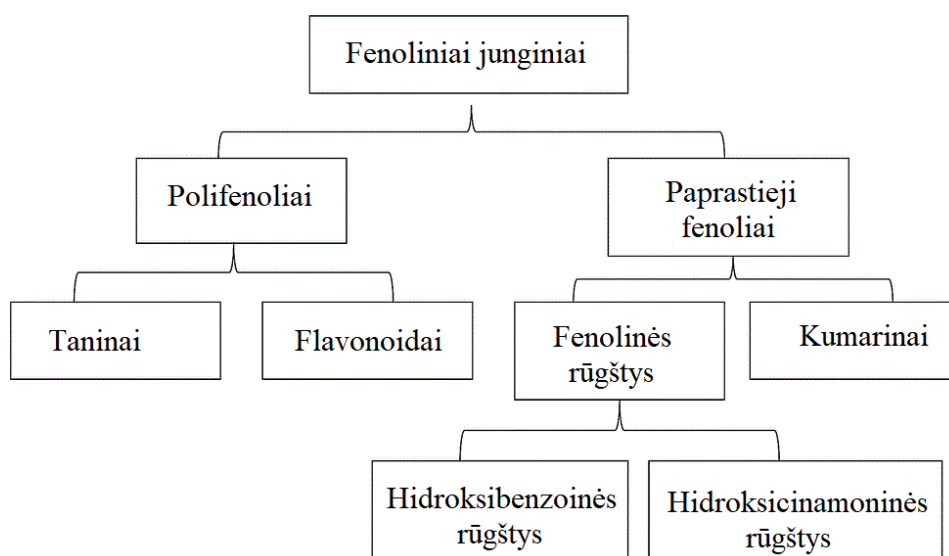 Fenoliniai junginiai
Polifenoliai
Paprastieji
fenoliai
Taninai
Flavonoidai
Fenolinės
rūgštys
Kumarinai
Hidroksibenzoinės
rūgštys
Hidroksicinamoninės
rūgštys